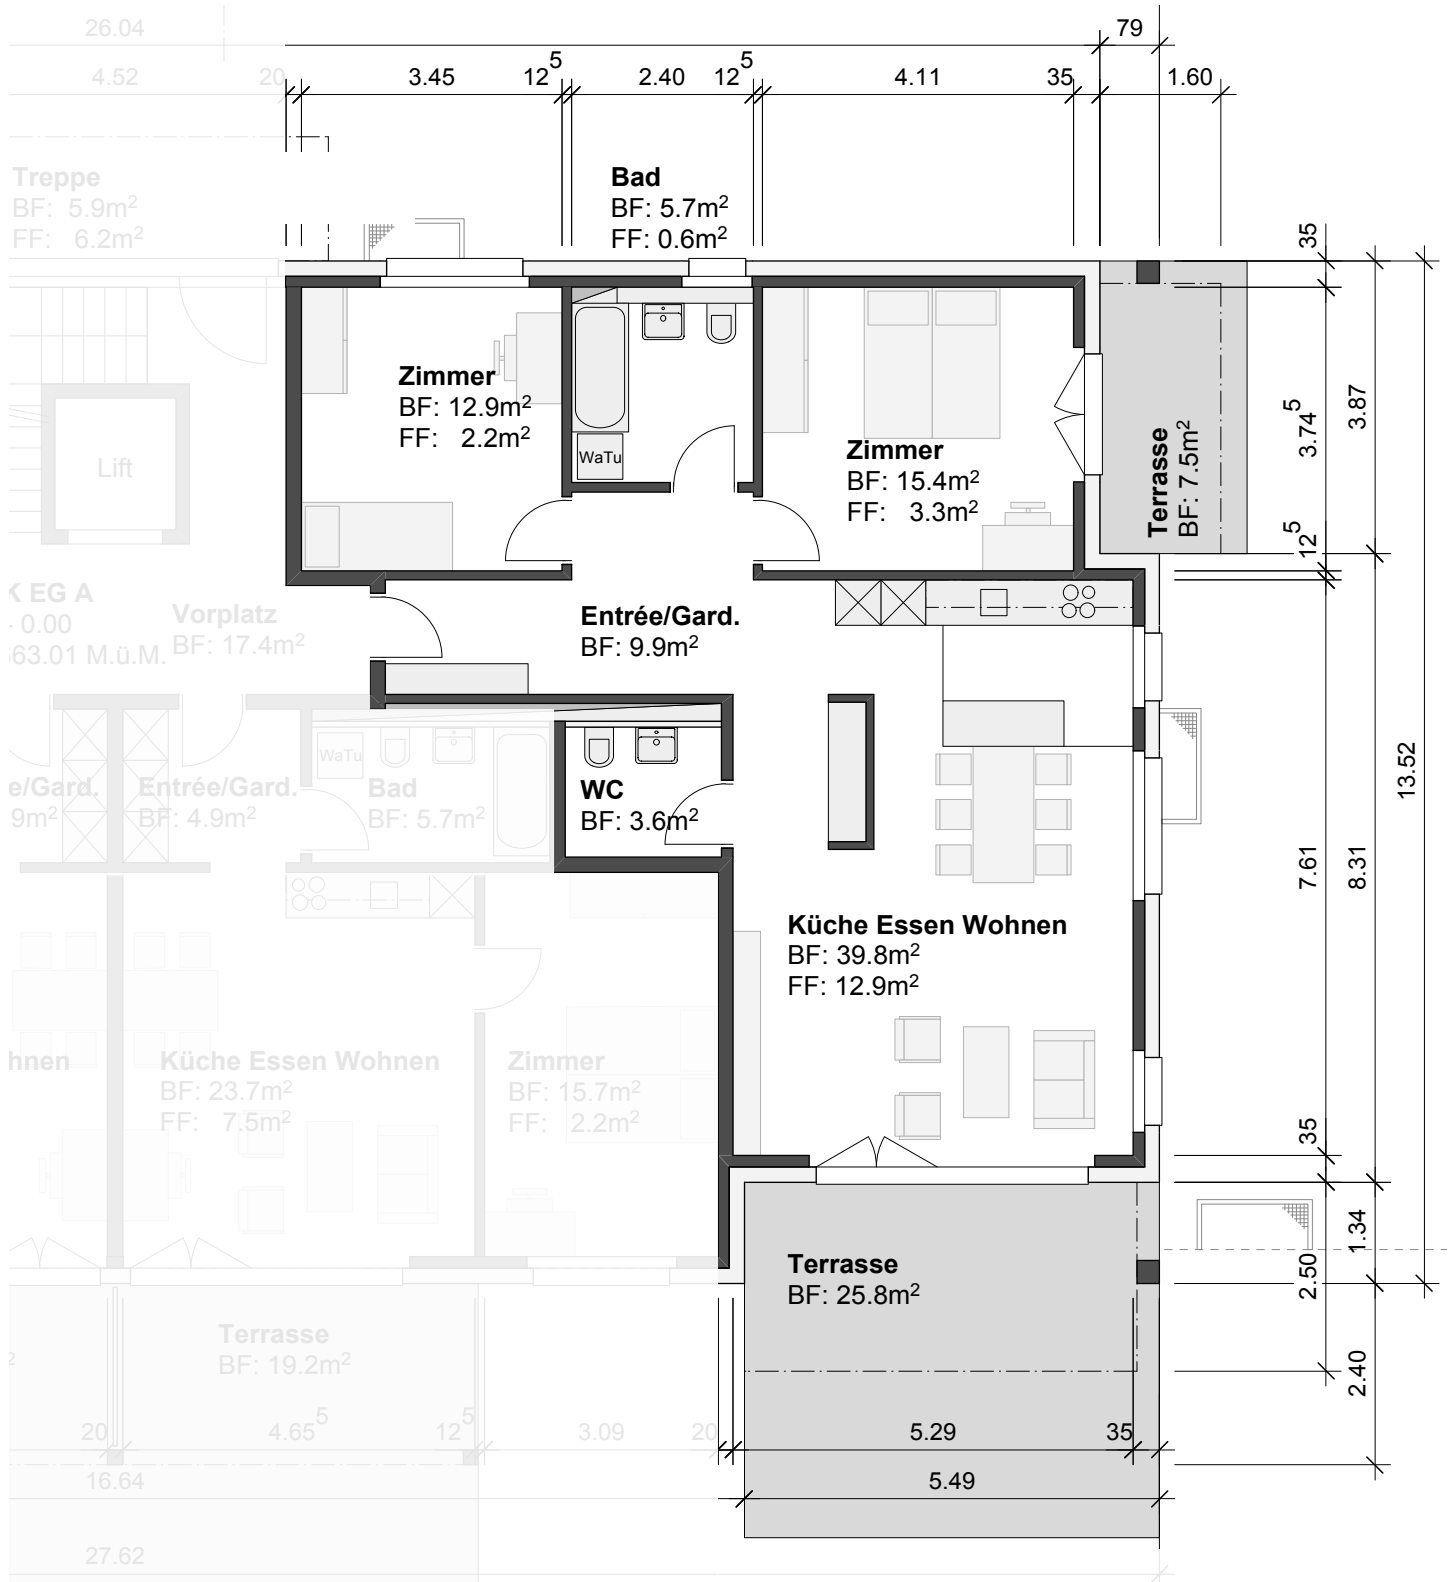 26.04
79
4.52
20
3.45
12⁵
2.40
12⁵
4.11
35
1.60
Treppe
BF: 5.9m²
FF: 6.2m²
Bad
BF: 5.7m²
FF: 0.6m²
35
Zimmer
BF: 12.9m²
FF: 2.2m²
WaTu
Zimmer
BF: 15.4m²
FF: 3.3m²
Terrasse
BF: 7.5m²
3.74⁵
3.87
12⁵
Lift
K EG A
0.00
563.01 M.ü.M.
Vorplatz
BF: 17.4m²
Entrée/Gard.
BF: 9.9m²
13.52
e/Gard.
9m²
Entrée/Gard.
BF: 4.9m²
WaTu
Bad
BF: 5.7m²
WC
BF: 3.6m²
7.61
8.31
Küche Essen Wohnen
BF: 39.8m²
FF: 12.9m²
hnen
Küche Essen Wohnen
BF: 23.7m²
FF: 7.5m²
Zimmer
BF: 15.7m²
FF: 2.2m²
35
1.34
2.50
2.40
Terrasse
BF: 25.8m²
Terrasse
BF: 19.2m²
20
4.65⁵
12⁵
3.09
20
5.29
35
16.64
5.49
27.62